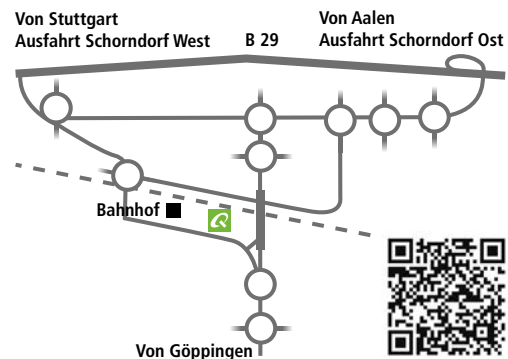 Von Stuttgart
Ausfahrt Schorndorf West
B 29
Von Aalen
Ausfahrt Schorndorf Ost
Bahnhof
Von Göppingen